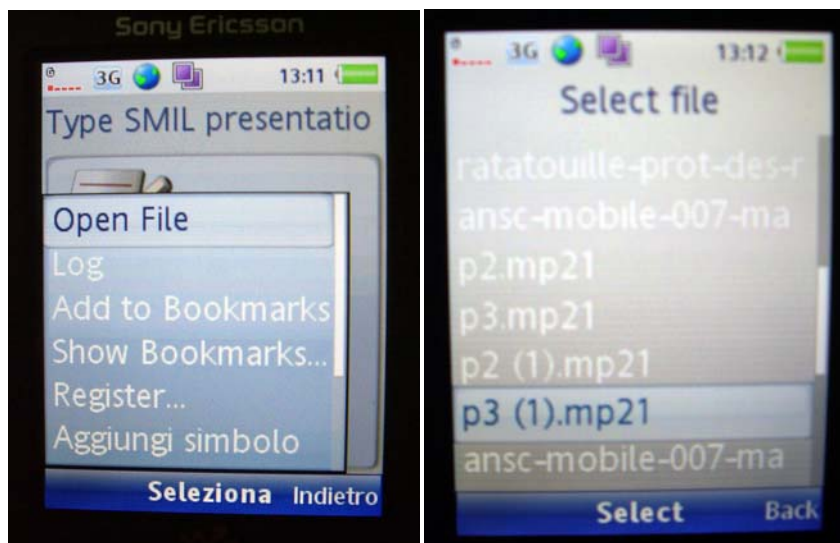 Sony Ericsson
3G 13:11
Type SMIL presentatio
Open File
Log
Add to Bookmarks
Show Bookmarks...
Register...
Aggiungi simbolo
Seleziona Indietro
3G 13:12
Select file
ratatouille-prot-des-r
ansc-mobile-007-ma
p2.mp21
p3.mp21
p2 (1).mp21
p3 (1).mp21
ansc-mobile-007-ma
Select Back